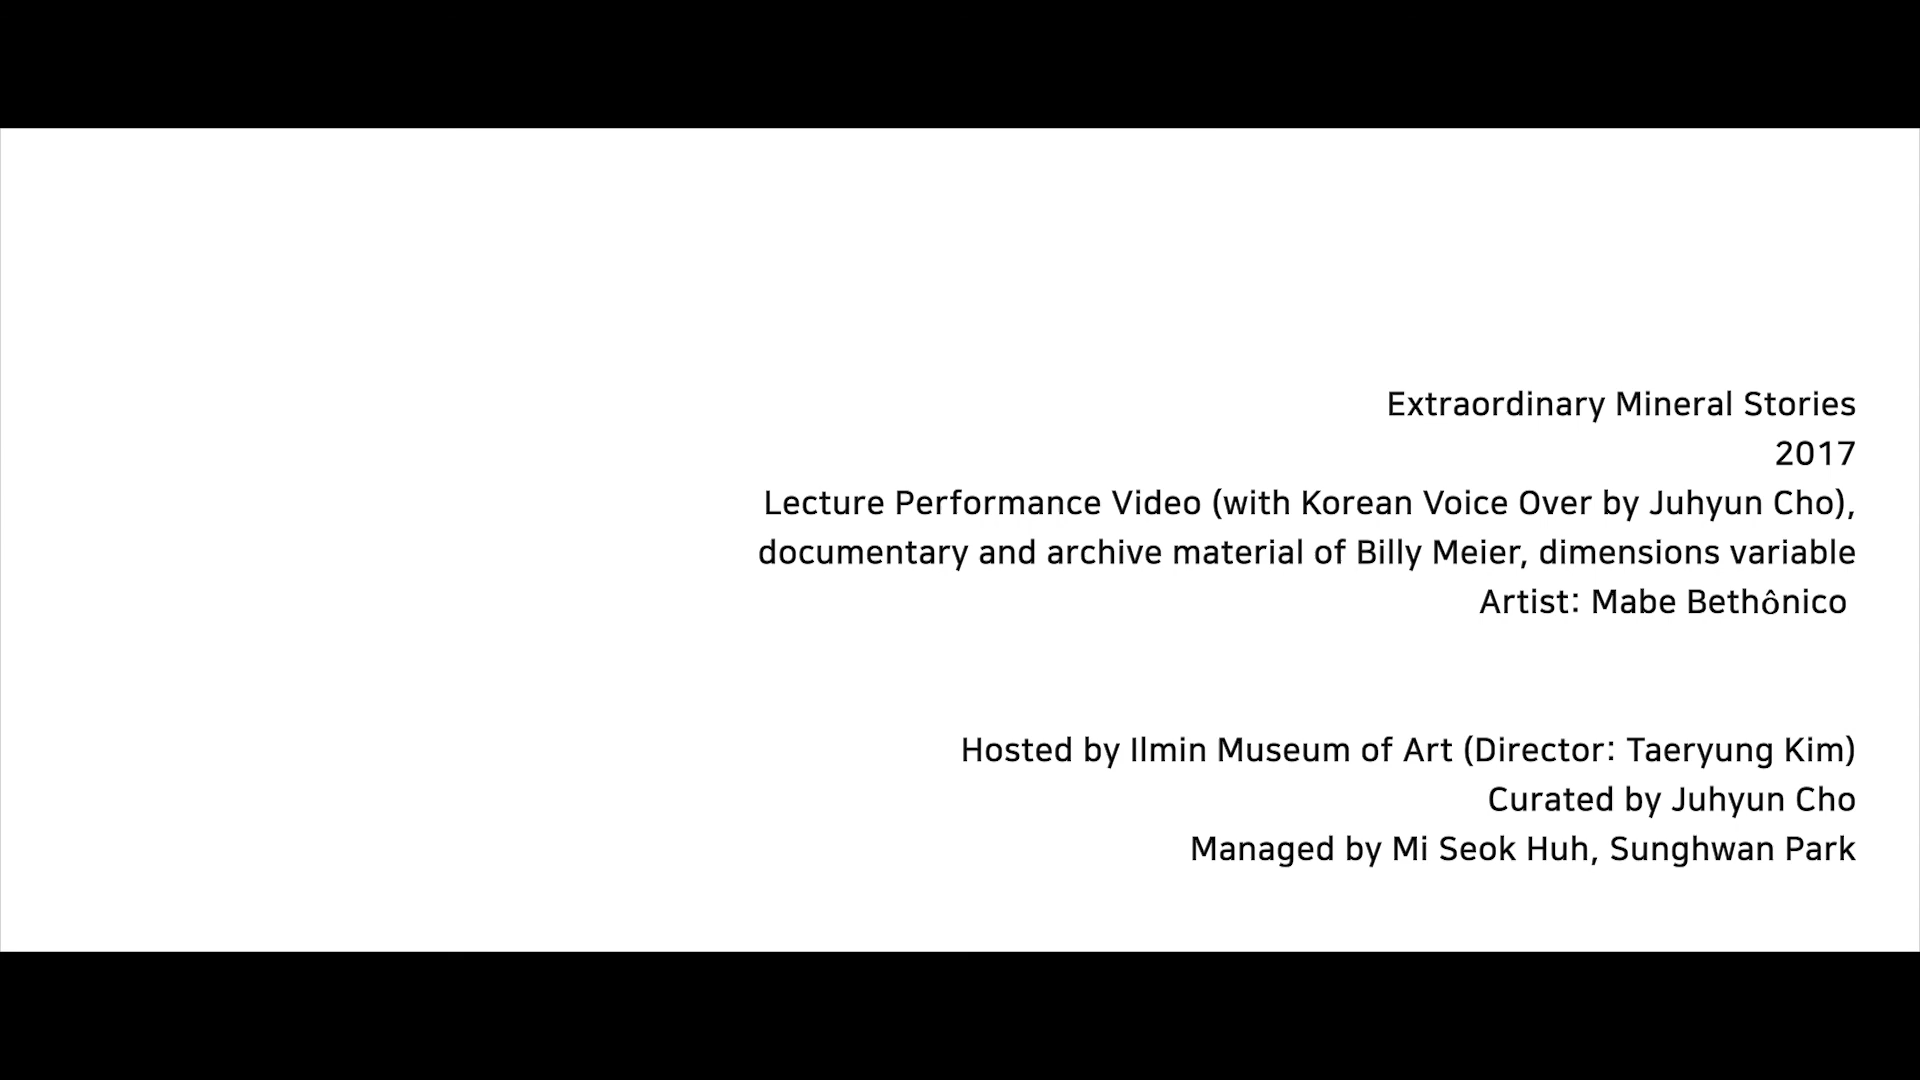 Extraordinary Mineral Stories
2017
Lecture Performance Video (with Korean Voice Over by Juhyun Cho),
documentary and archive material of Billy Meier, dimensions variable
Artist: Mabe Bethônico
Hosted by Ilmin Museum of Art (Director: Taeryung Kim)
Curated by Juhyun Cho
Managed by Mi Seok Huh, Sunghwan Park